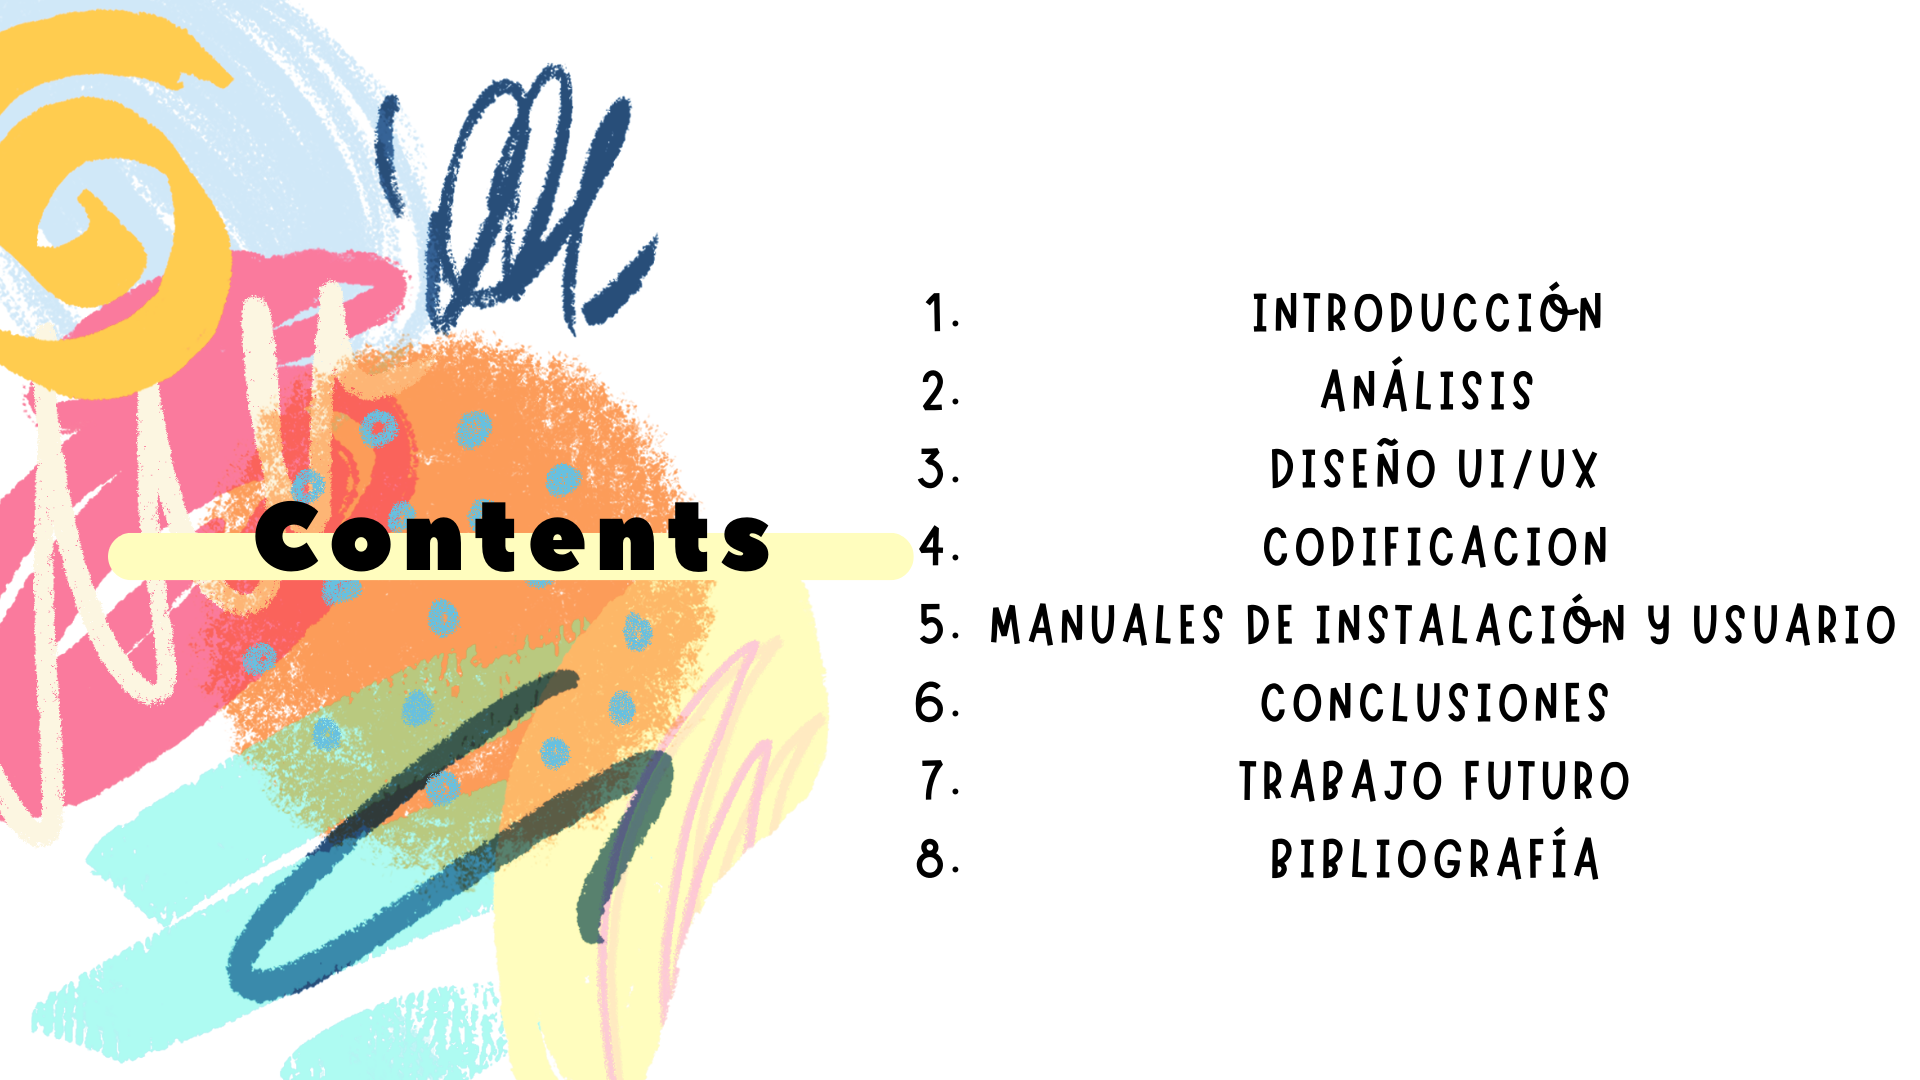 Contents
1. INTRODUCCIÓN
2. ANÁLISIS
3. DISEÑO UI/UX
4. CODIFICACION
5. MANUALES DE INSTALACIÓN Y USUARIO
6. CONCLUSIONES
7. TRABAJO FUTURO
8. BIBLIOGRAFÍA